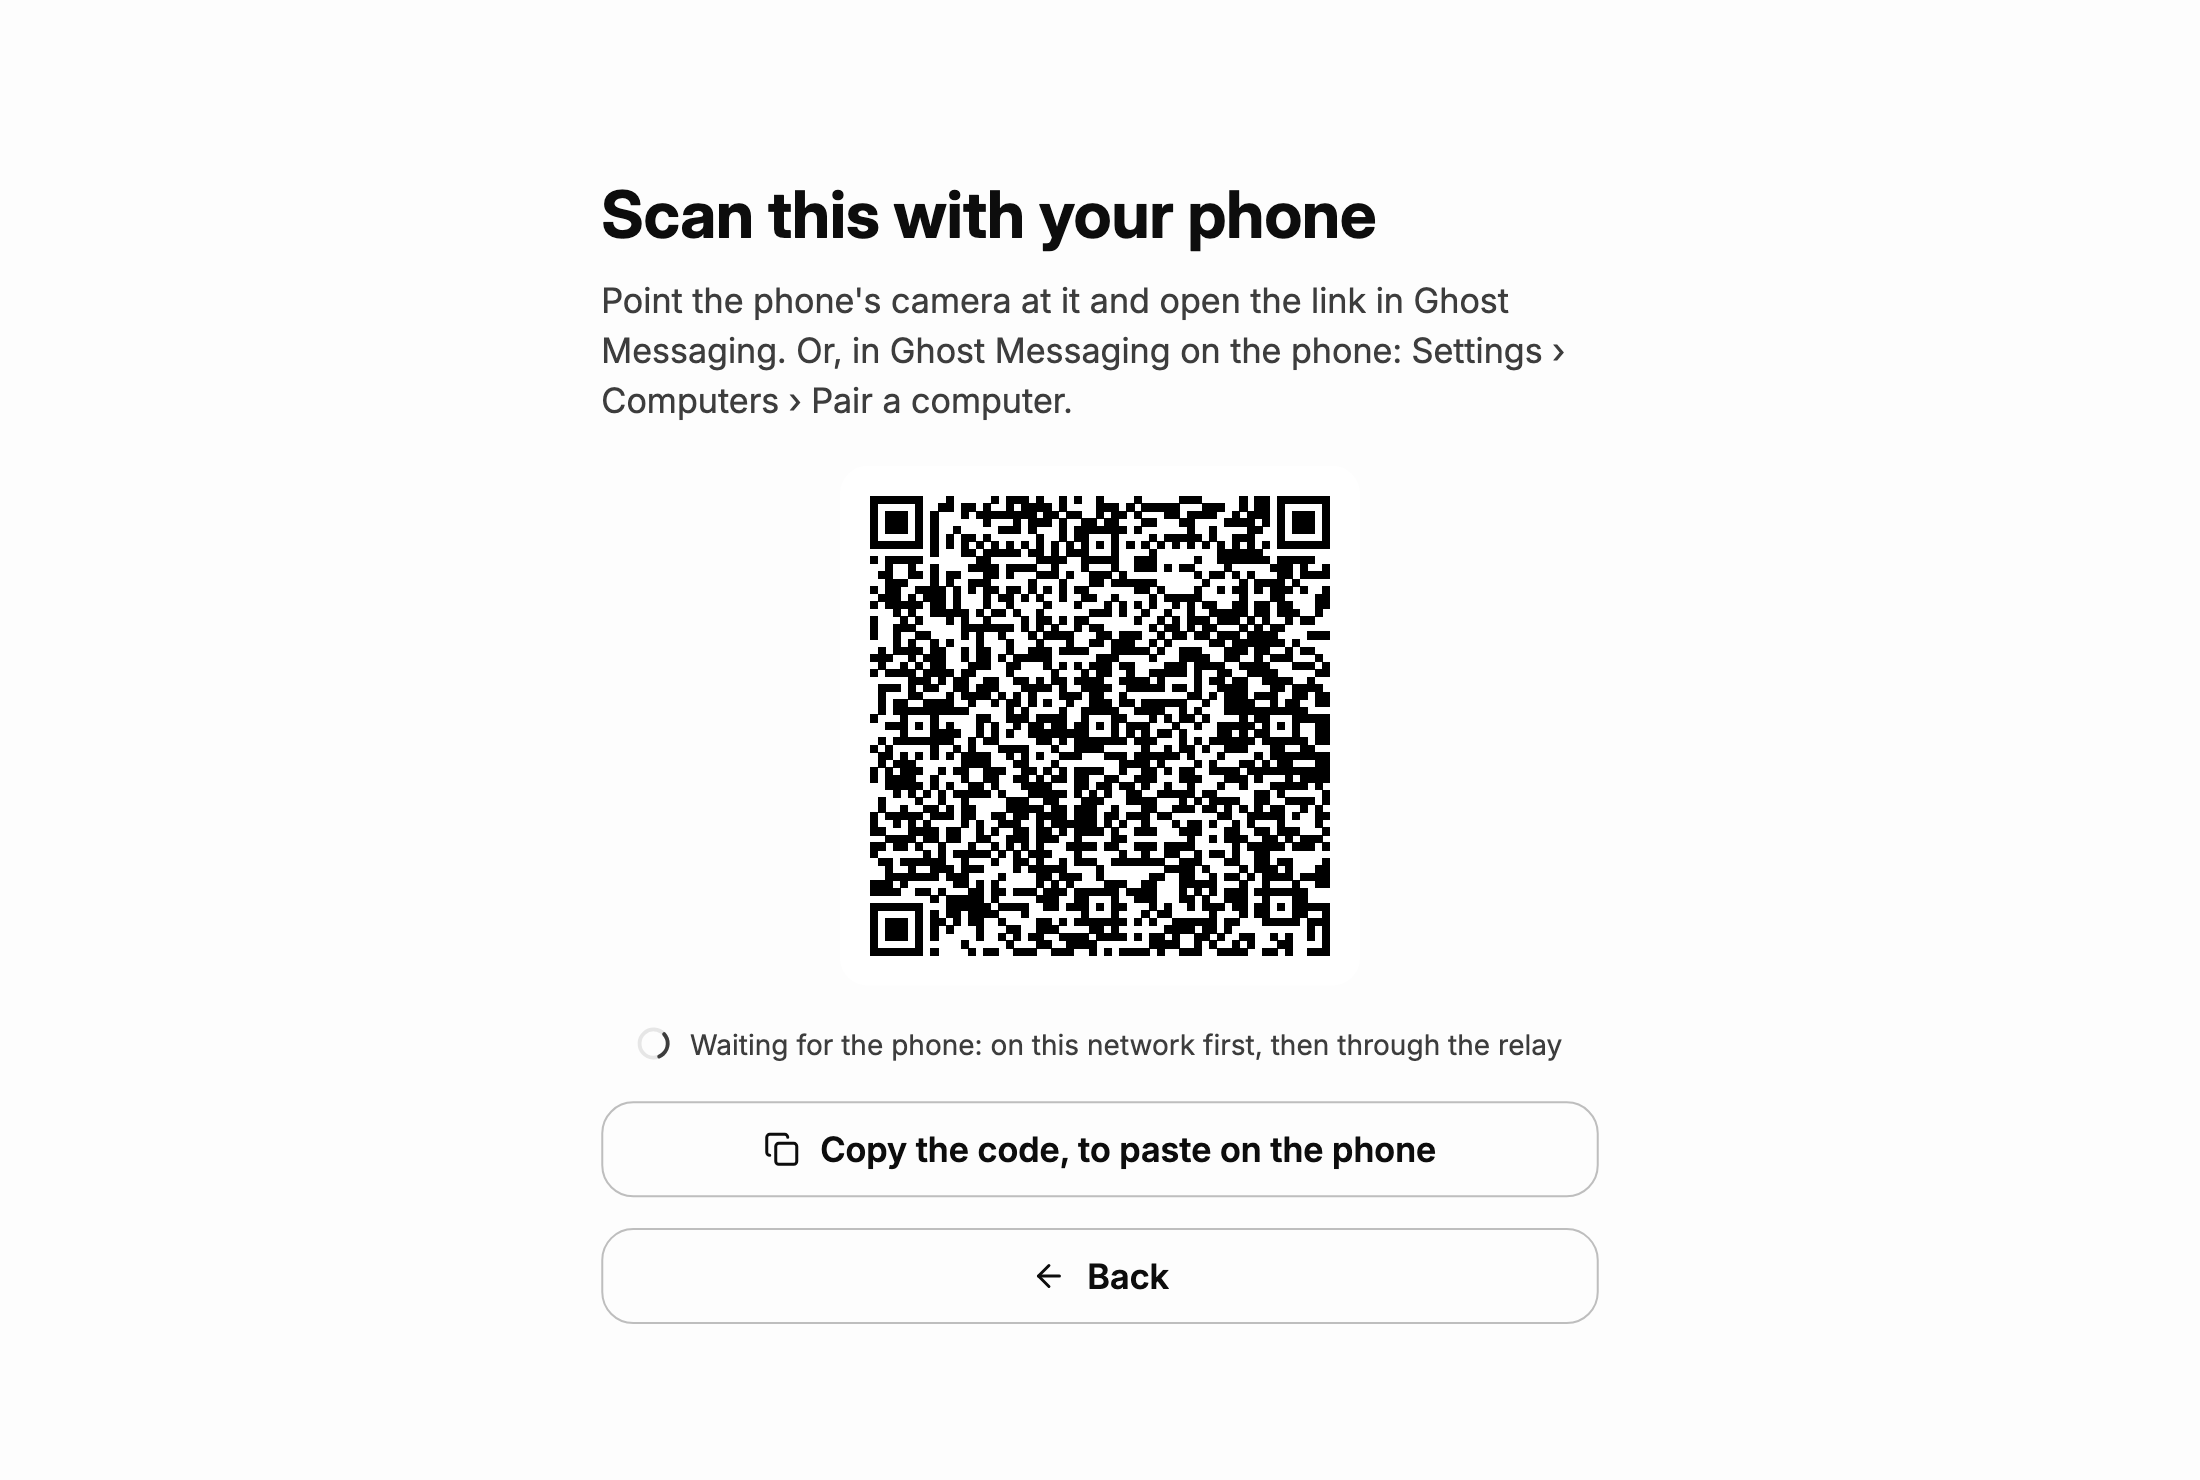 Scan this with your phone
Point the phone's camera at it and open the link in Ghost
Messaging. Or, in Ghost Messaging on the phone: Settings ›
Computers › Pair a computer.
Waiting for the phone: on this network first, then through the relay
Copy the code, to paste on the phone
Back